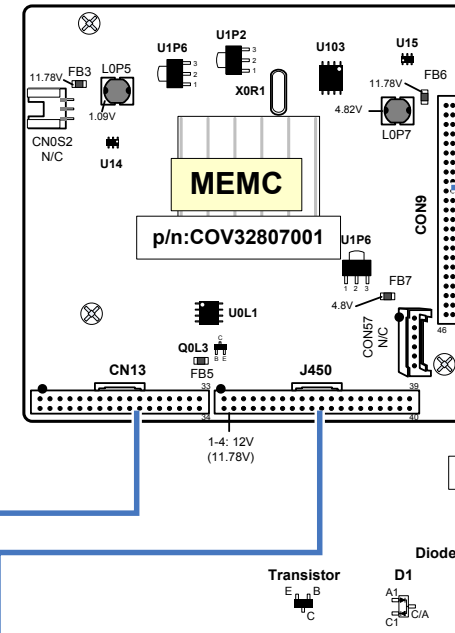 U1P2
3
2
1
U1P6
3
2
1
U103
U15
11.78V
FB3
L0P5
X0R1
11.78V
FB6
1.09V
4.82V
L0P7
CN0S2
N/C
U14
MEMC
CON9
p/n:COV32807001
U1P6
1 2 3
FB7
4.8V
U0L1
CON57
N/C
46
Q0L3
C
B E
FB5
CN13
33
34
J450
39
40
1-4: 12V
(11.78V)
Diode
Transistor
E B
C
D1
A1
C/A
C1